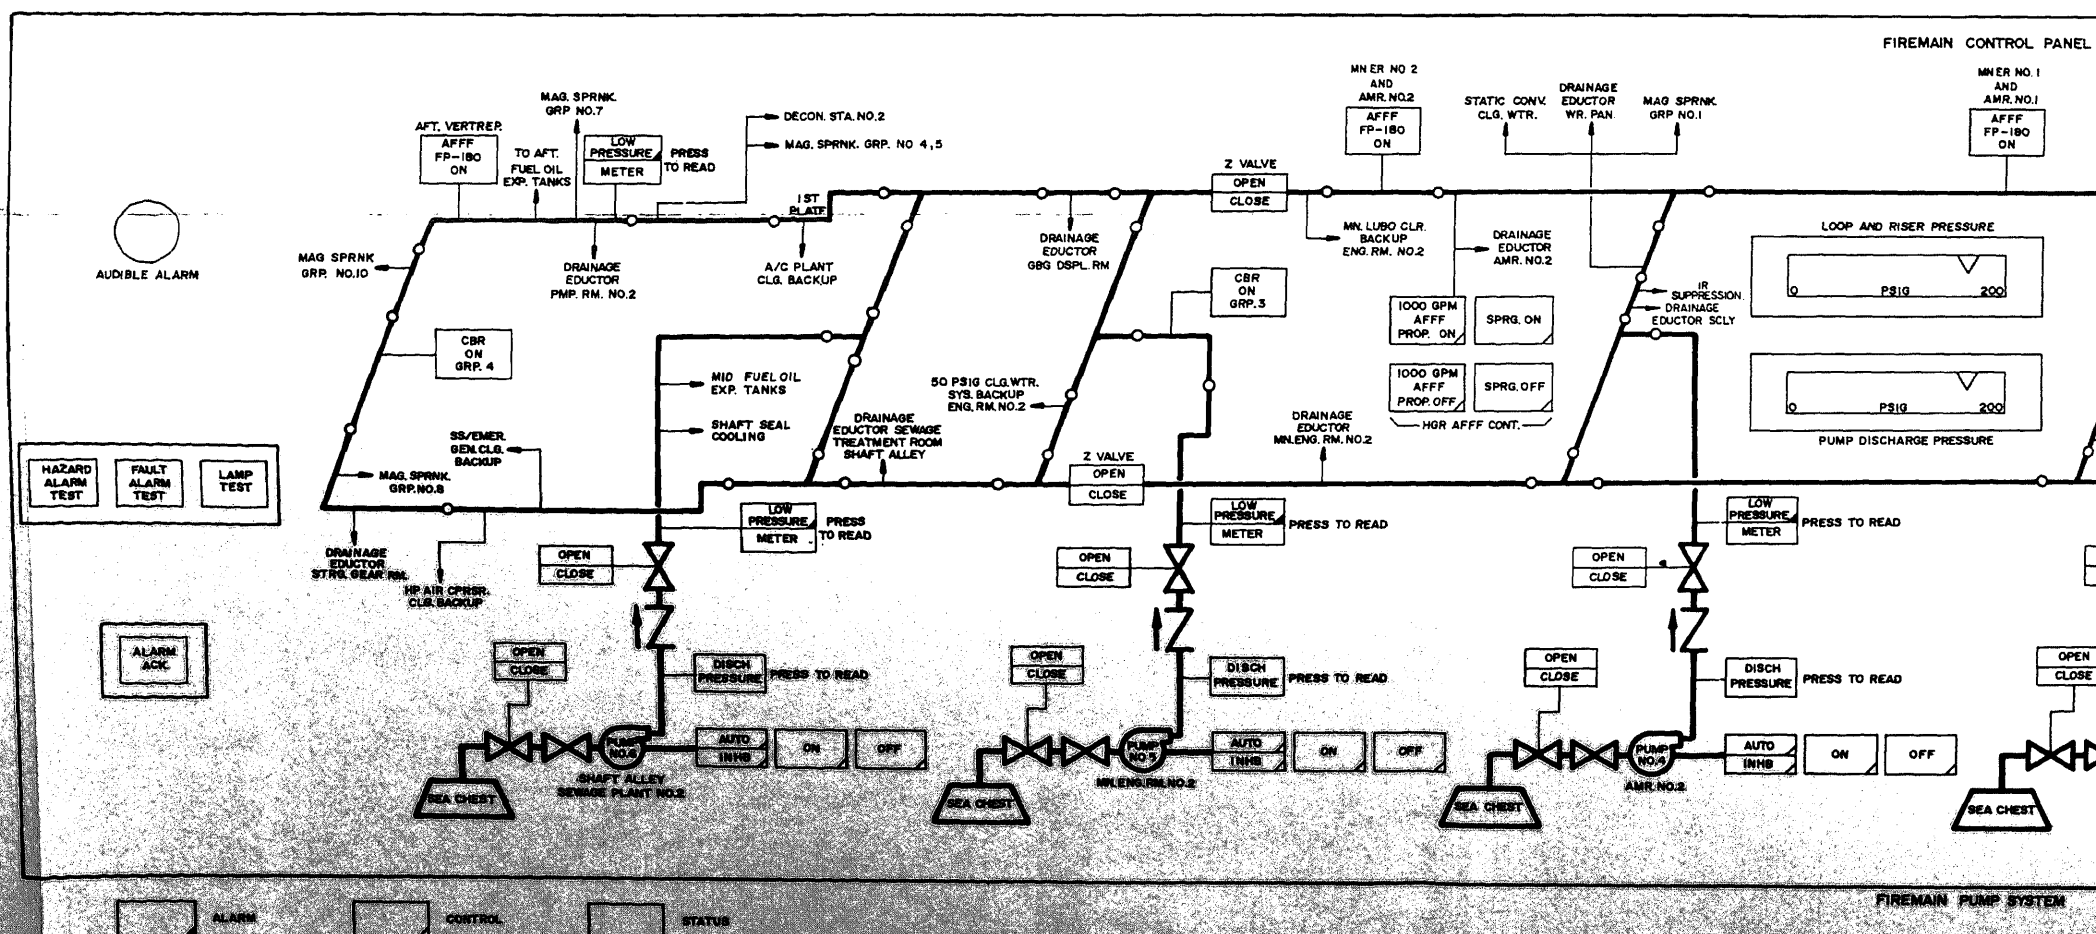 FIREMAIN CONTROL PANEL
MN ER NO 2
AND
AMR. NO.2
AFFF
FP-180
ON
MN ER NO. 1
AND
AMR. NO.1
AFFF
FP-180
ON
STATIC CONV.
CLG. WTR.
DRAINAGE
EDUCTOR
WR. PAN.
MAG SPRNK.
GRP NO.1
AFT. VERTREP.
AFFF
FP-180
ON
TO AFT.
FUEL OIL
EXP. TANKS
MAG. SPRNK.
GRP NO.7
LOW
PRESSURE
METER
PRESS
TO READ
DECON. STA. NO.2
MAG. SPRNK. GRP. NO 4,5
1ST
PLATF
Z VALVE
OPEN
CLOSE
AUDIBLE ALARM
MAG SPRNK
GRP. NO.10
DRAINAGE
EDUCTOR
PMP. RM. NO.2
A/C PLANT
CLG. BACKUP
DRAINAGE
EDUCTOR
GBG DSPL. RM
MN. LUBO CLR.
BACKUP
ENG. RM. NO.2
DRAINAGE
EDUCTOR
AMR. NO.2
LOOP AND RISER PRESSURE
0 PSIG 200
CBR
ON
GRP. 4
CBR
ON
GRP. 3
1000 GPM
AFFF
PROP. ON
SPRG. ON
1000 GPM
AFFF
PROP. OFF
SPRG. OFF
HGR AFFF CONT.
IR
SUPPRESSION
DRAINAGE
EDUCTOR SCLY
0 PSIG 200
PUMP DISCHARGE PRESSURE
MID FUEL OIL
EXP. TANKS
SHAFT SEAL
COOLING
50 PSIG CLG. WTR.
SYS. BACKUP
ENG. RM. NO.2
DRAINAGE
EDUCTOR SEWAGE
TREATMENT ROOM
SHAFT ALLEY
DRAINAGE
EDUCTOR
MN. ENG. RM. NO.2
SS/EMER.
GEN. CLG.
BACKUP
Z VALVE
OPEN
CLOSE
HAZARD
ALARM
TEST
FAULT
ALARM
TEST
LAMP
TEST
MAG. SPRNK.
GRP. NO.8
DRAINAGE
EDUCTOR
STRG. GEAR RM.
HP AIR CPRSR.
CLG. BACKUP
LOW
PRESSURE
METER
PRESS
TO READ
LOW
PRESSURE
METER
PRESS TO READ
LOW
PRESSURE
METER
PRESS TO READ
OPEN
CLOSE
OPEN
CLOSE
OPEN
CLOSE
ALARM
ACK.
OPEN
CLOSE
DISCH
PRESSURE
PRESS TO READ
OPEN
CLOSE
DISCH
PRESSURE
PRESS TO READ
OPEN
CLOSE
DISCH
PRESSURE
PRESS TO READ
OPEN
CLOSE
PUMP
NO.6
SHAFT ALLEY
SEWAGE PLANT NO.2
AUTO
INHB
ON
OFF
SEA CHEST
PUMP
NO.5
MN. ENG. RM. NO.2
AUTO
INHB
ON
OFF
SEA CHEST
PUMP
NO.4
AMR. NO.2
AUTO
INHB
ON
OFF
SEA CHEST
SEA CHEST
FIREMAIN PUMP SYSTEM
ALARM
CONTROL
STATUS